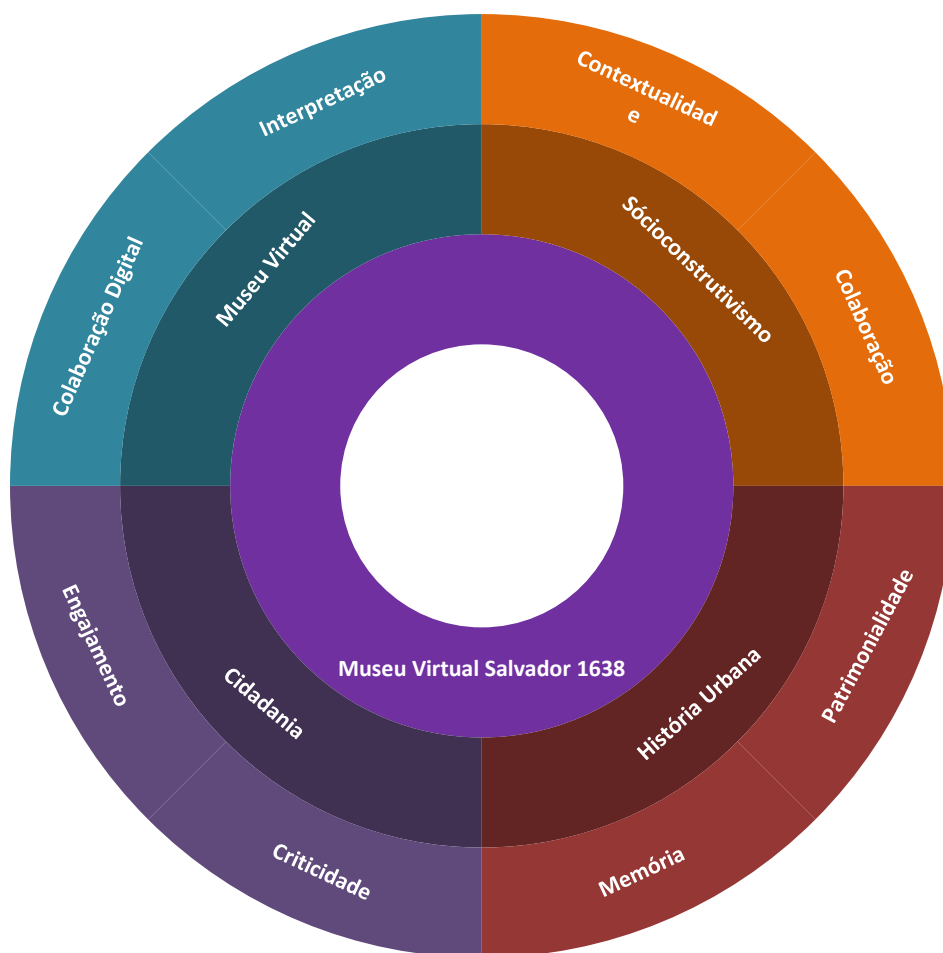 Interpretação
Contextualidad
e
Museu Virtual
Sócioconstrutivismo
Colaboração Digital
Colaboração
Museu Virtual Salvador 1638
Engajamento
Cidadania
História Urbana
Patrimonialidade
Criticidade
Memória